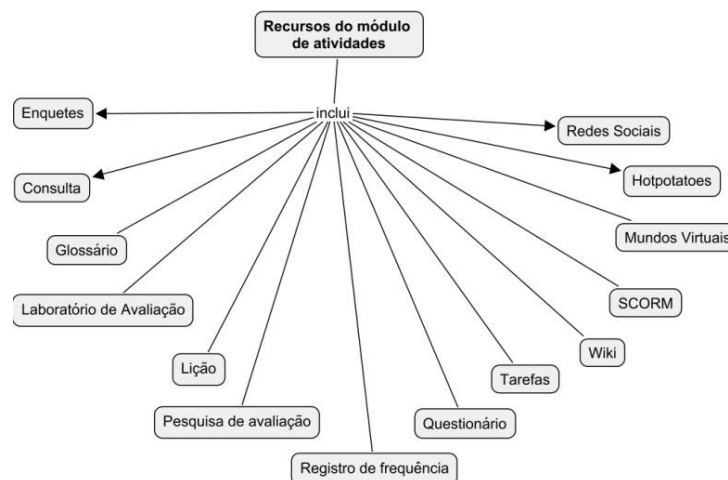 Recursos do módulo
de atividades
inclui
Enquetes
Redes Sociais
Consulta
Hotpotatoes
Glossário
Mundos Virtuais
Laboratório de Avaliação
SCORM
Lição
Wiki
Tarefas
Pesquisa de avaliação
Questionário
Registro de frequência